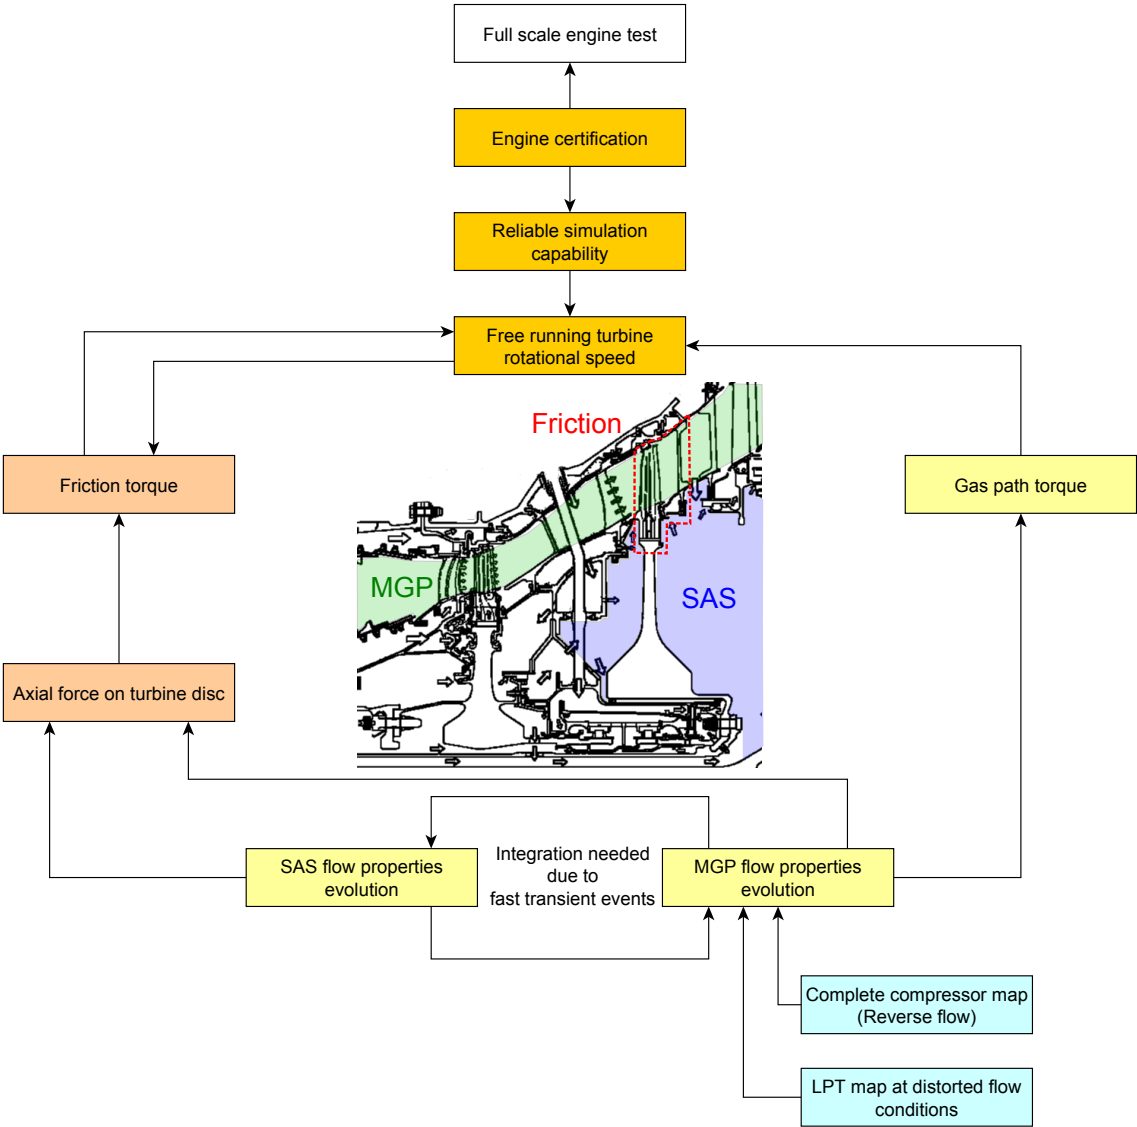 Full scale engine test
Engine certification
Reliable simulation
capability
Free running turbine
rotational speed
Friction
Friction torque
Gas path torque
MGP
SAS
Axial force on turbine disc
SAS flow properties
evolution
Integration needed
due to
fast transient events
MGP flow properties
evolution
Complete compressor map
(Reverse flow)
LPT map at distorted flow
conditions